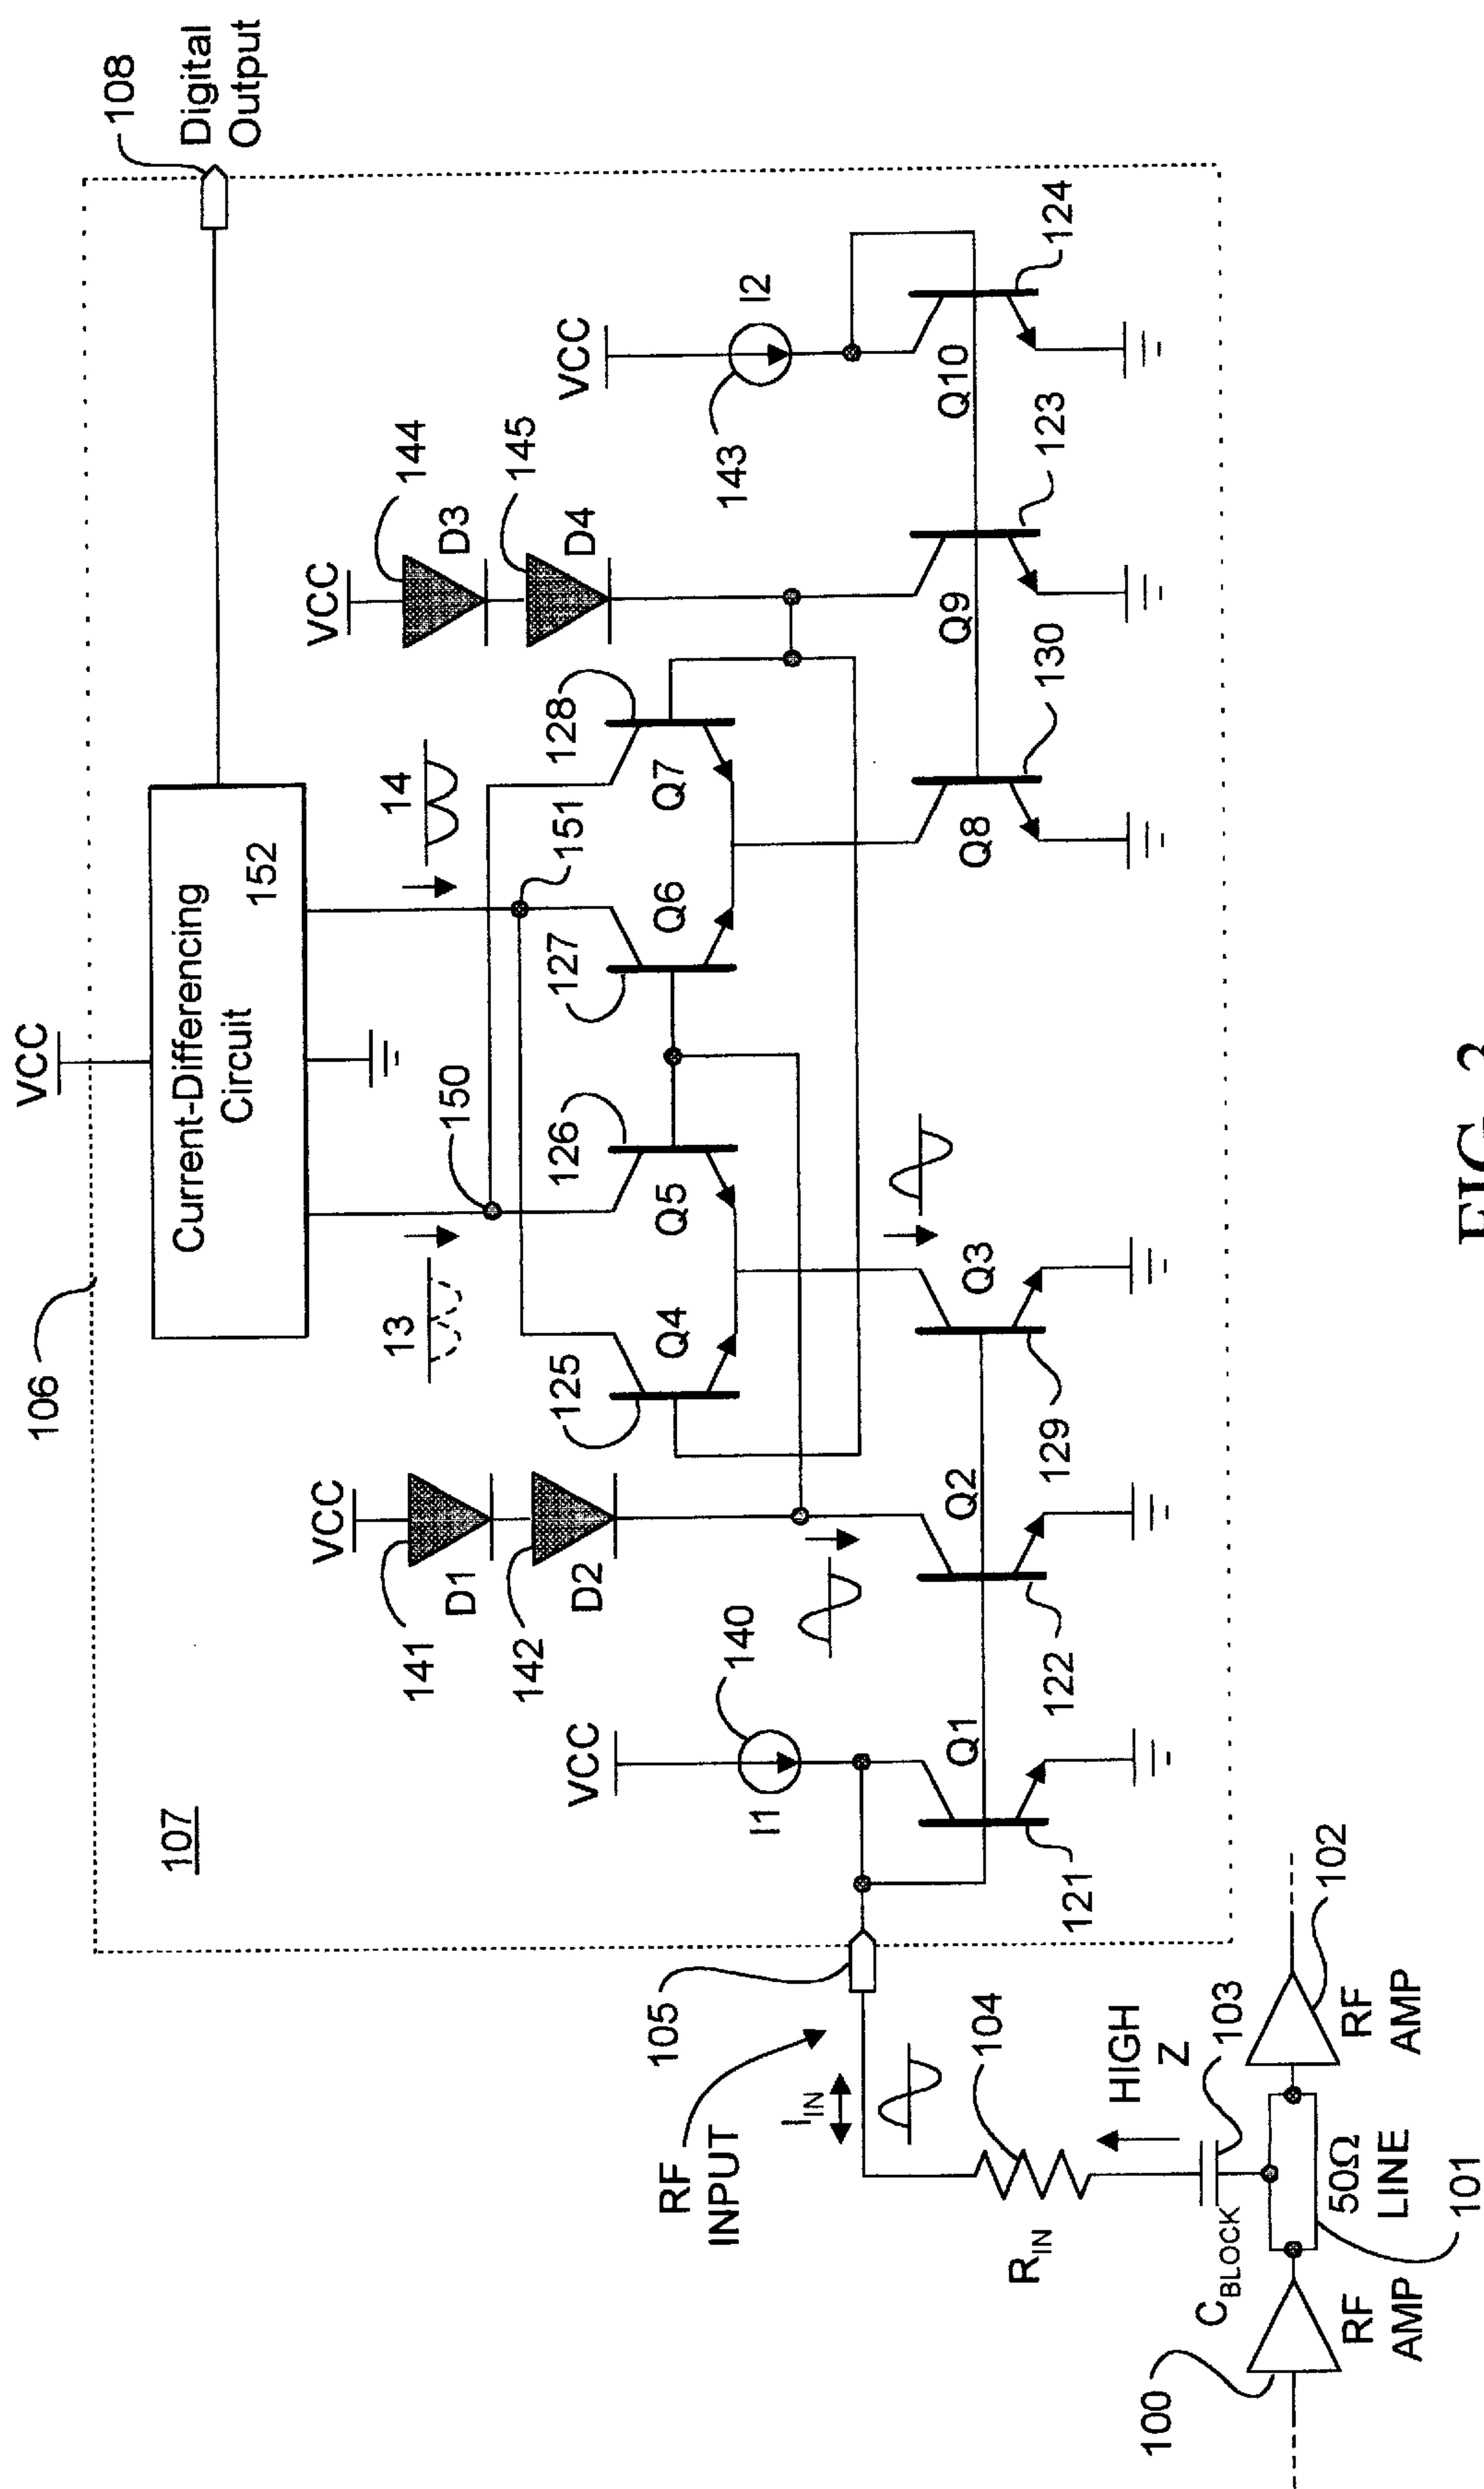 106
VCC
Current-Differencing
Circuit
152
108
Digital
Output
107
VCC
141
D1
142
D2
13
150
14
151
VCC
144
D3
145
D4
VCC
I1
140
125
Q4
126
Q5
127
Q6
128
Q7
VCC
143
I2
105
RF
INPUT
I_IN
Q1
121
Q2
122
Q3
129
Q8
130
Q9
123
Q10
124
104
R_IN
HIGH
Z
103
C_BLOCK
100
RF
AMP
50Ω
LINE
101
102
RF
AMP